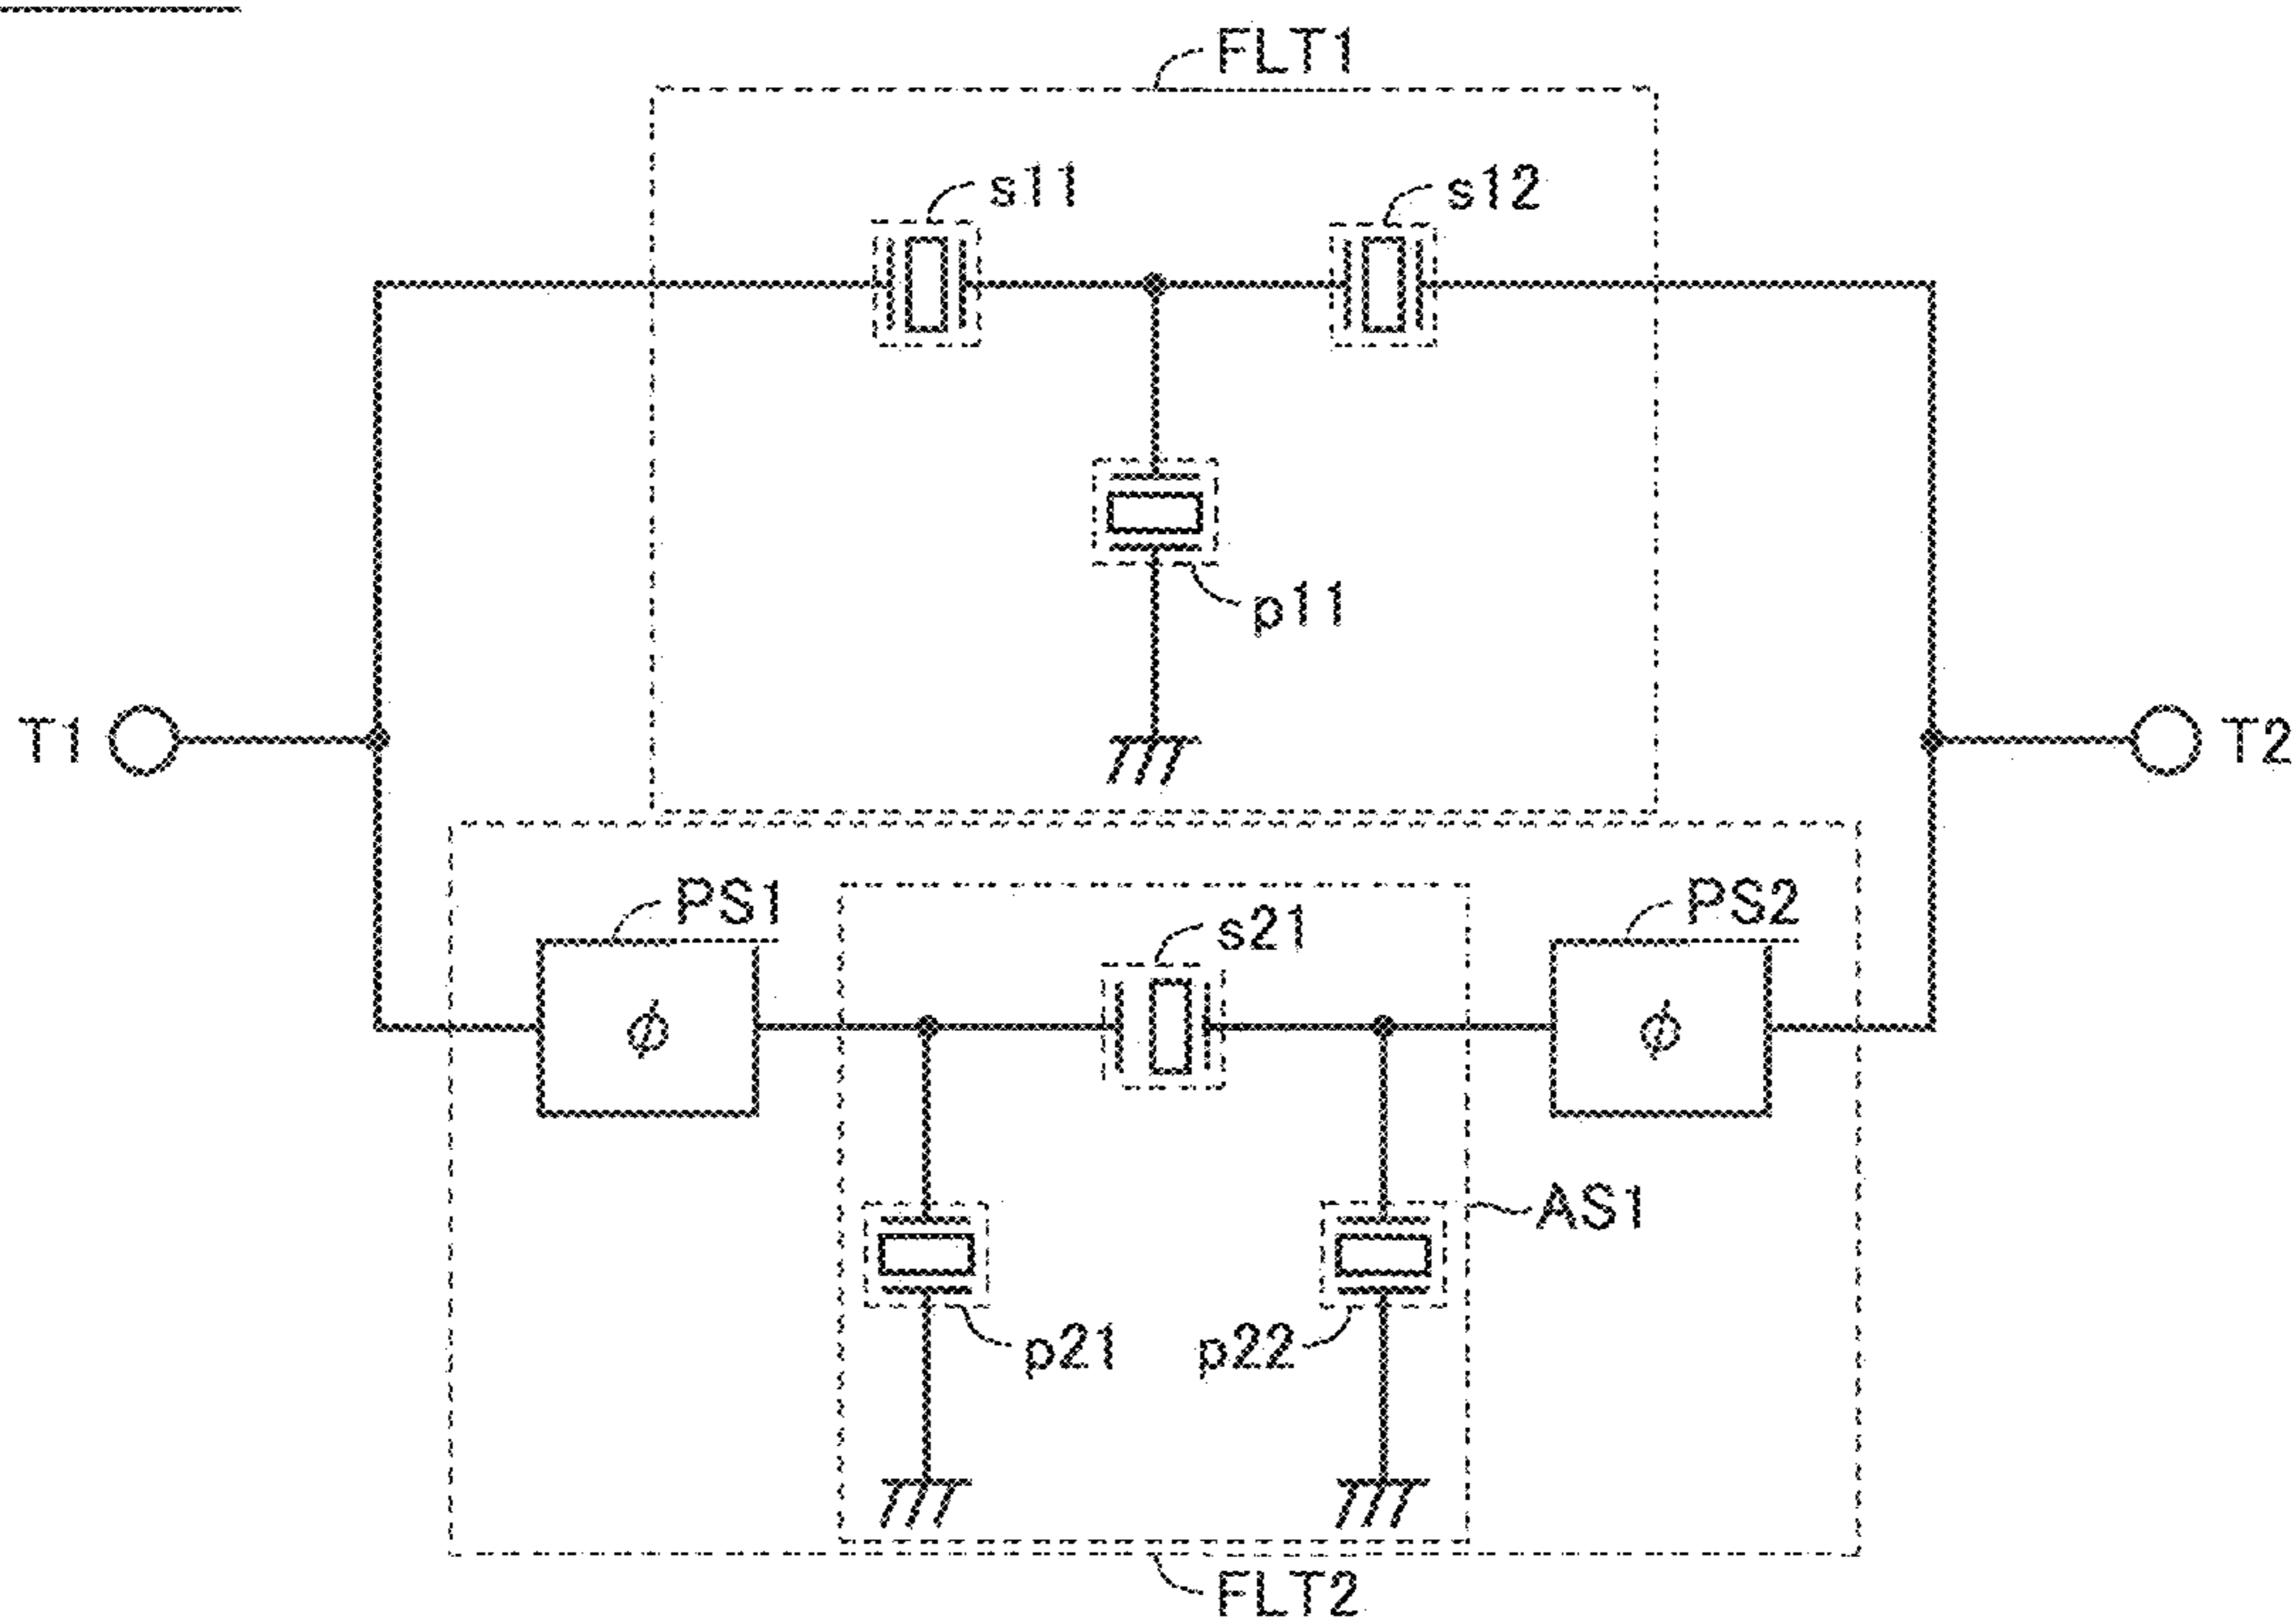 FLT1
s11
s12
p11
T1
T2
PS1
PS2
s21
ϕ
ϕ
AS1
p21
p22
FLT2